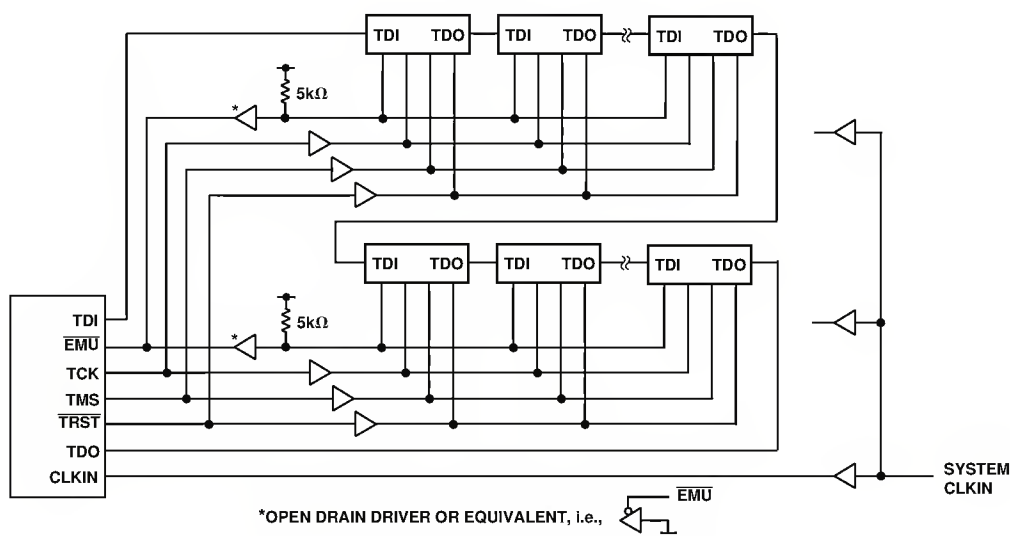 TDI TDO TDI TDO TDI
5kΩ
*
TDI TDO TDI TDO TDI TDO
5kΩ
*
TDI
EMU
TCK
TMS
TRST
TDO
CLKIN
SYSTEM
CLKIN
*OPEN DRAIN DRIVER OR EQUIVALENT, i.e.,
EMU